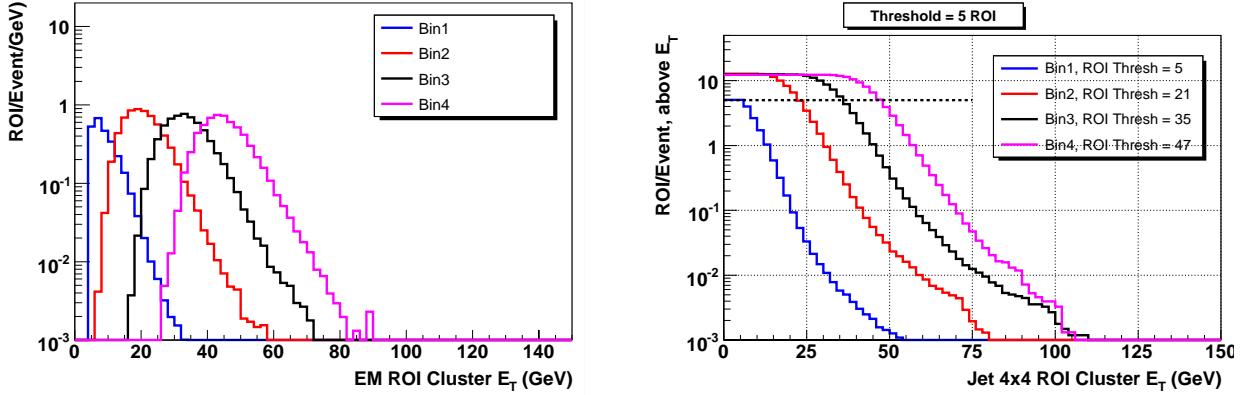 ROI/Event/GeV)
10
1
10-1
10-2
10-3
Bin1
Bin2
Bin3
Bin4
0 20 40 60 80 100 120 140
EM ROI Cluster E_T (GeV)
Threshold = 5 ROI
ROI/Event, above E_T
10
1
10-1
10-2
10-3
Bin1, ROI Thresh = 5
Bin2, ROI Thresh = 21
Bin3, ROI Thresh = 35
Bin4, ROI Thresh = 47
0 25 50 75 100 125 150
Jet 4x4 ROI Cluster E_T (GeV)